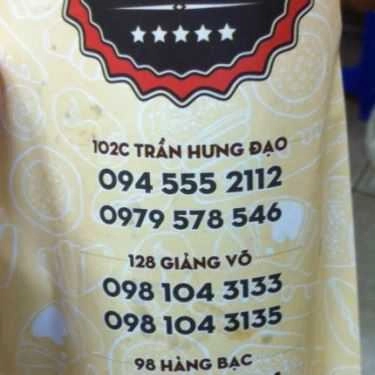 102C TRẦN HƯNG ĐẠO
094 555 2112
0979 578 546
128 GIẢNG VÕ
098 104 3133
098 104 3135
98 HÀNG BẠC